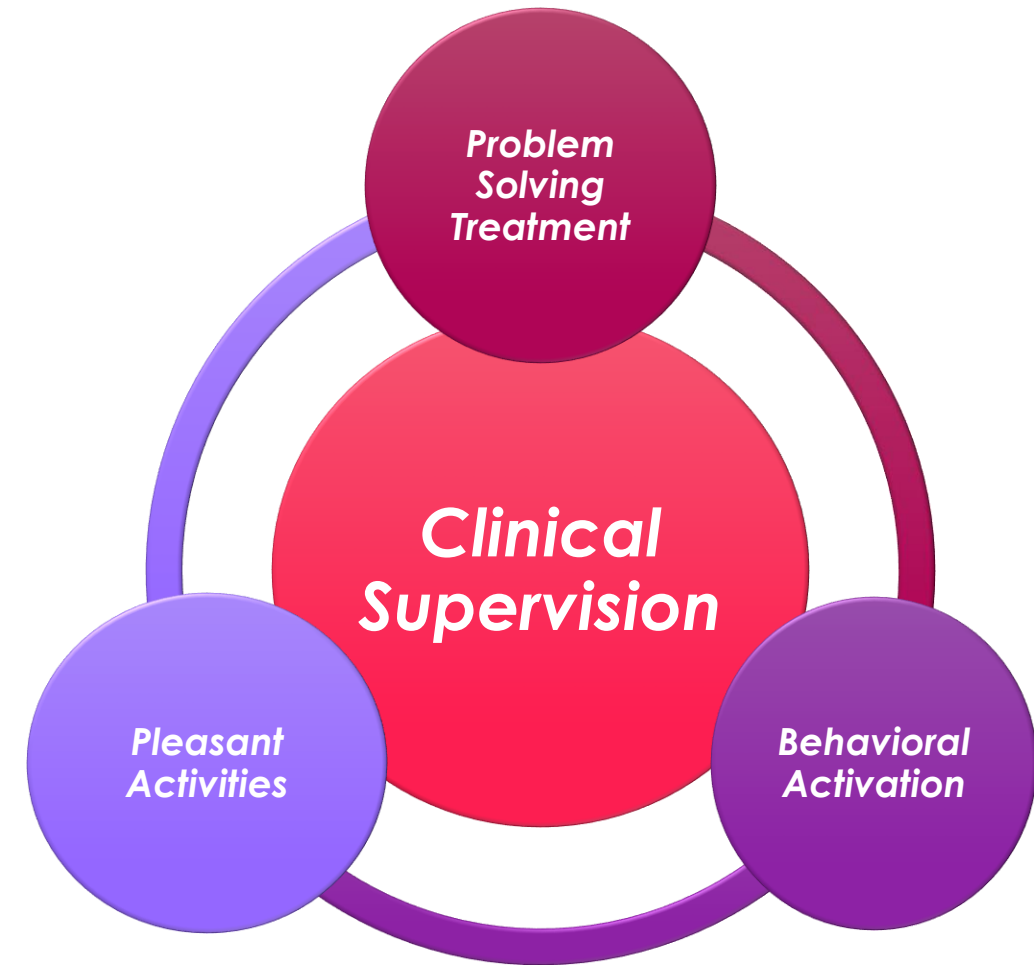 Problem
Solving
Treatment
Clinical
Supervision
Pleasant
Activities
Behavioral
Activation